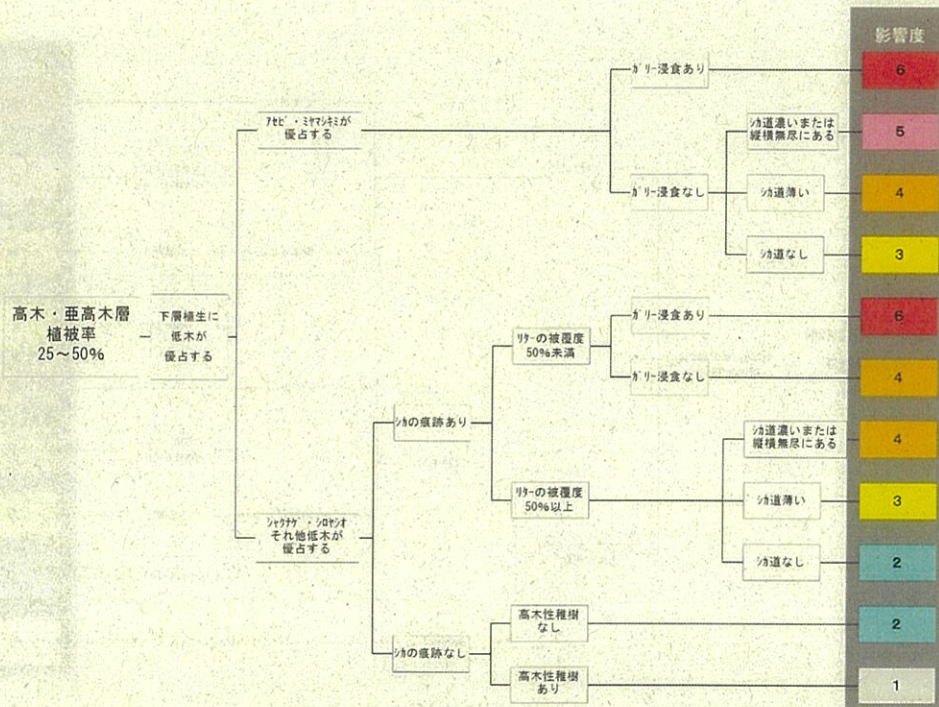 影響度
ｶﾞﾘｰ浸食あり
6
ｱｾﾋﾞ・ﾐﾔﾏｼｷﾐが
優占する
ｼｶ道濃いまたは
縦横無尽にある
5
ｶﾞﾘｰ浸食なし
ｼｶ道薄い
4
ｼｶ道なし
3
高木・亜高木層
植被率
25～50%
下層植生に
低木が
優占する
ﾘﾀｰの被覆度
50%未満
ｶﾞﾘｰ浸食あり
6
ｶﾞﾘｰ浸食なし
4
ｼｶの痕跡あり
ｼｶ道濃いまたは
縦横無尽にある
4
ﾘﾀｰの被覆度
50%以上
ｼｶ道薄い
3
ｼｬｸﾅｹﾞ・ｼﾛﾔｼｵ
それ他低木が
優占する
ｼｶ道なし
2
高木性稚樹
なし
2
ｼｶの痕跡なし
高木性稚樹
あり
1